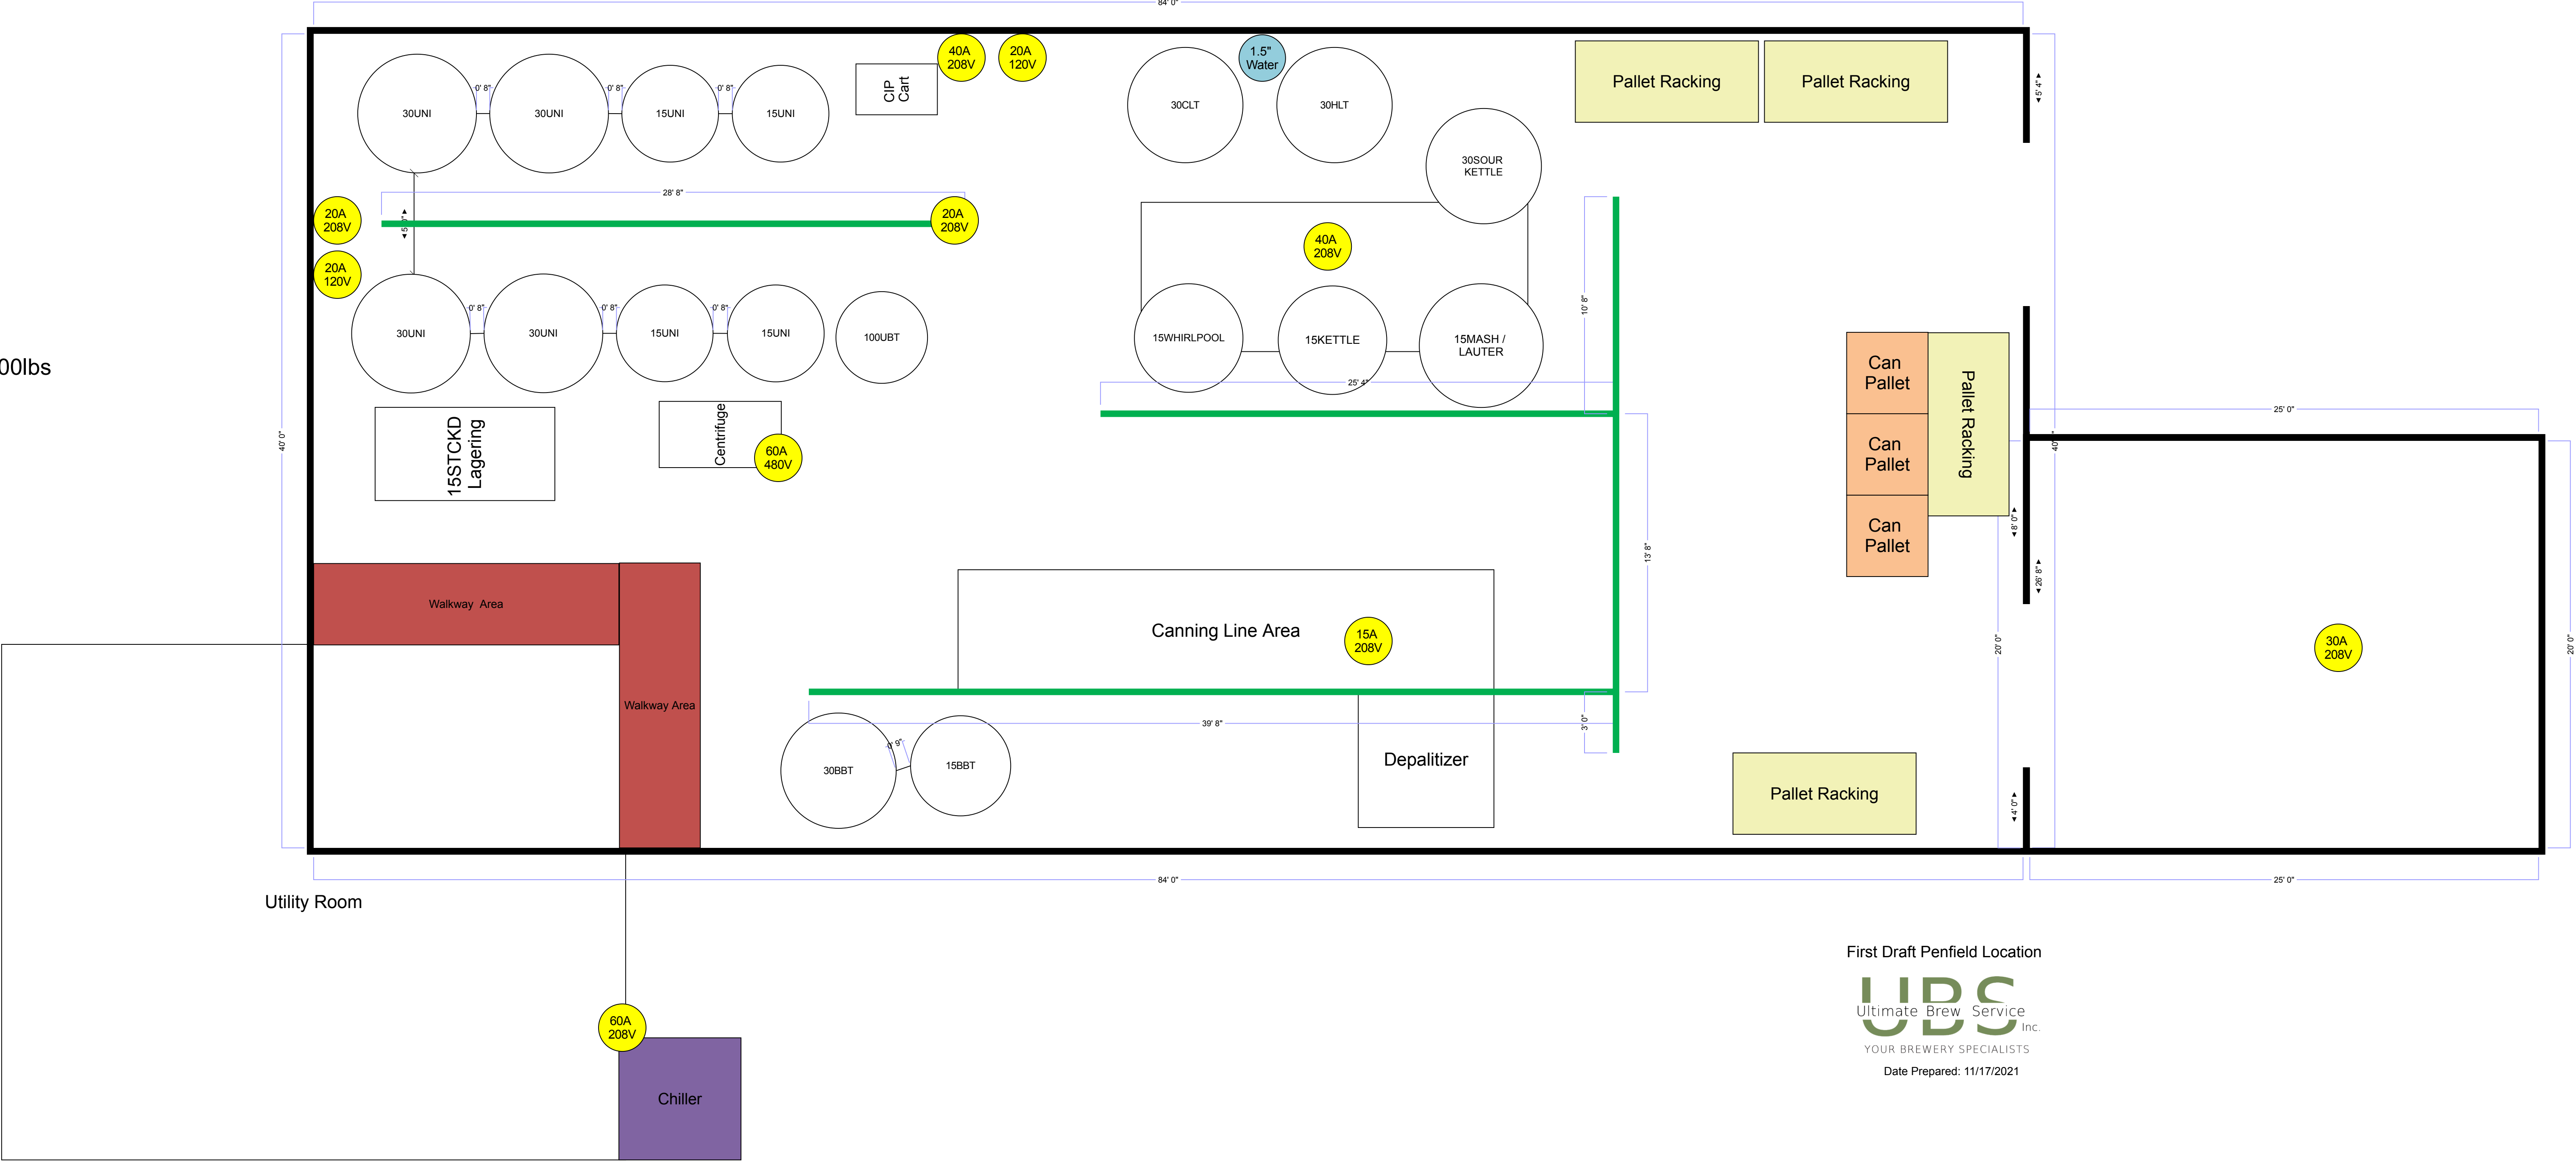 84' 0"
40A
208V
20A
120V
1.5"
Water
CIP
Cart
30UNI
0' 8"
30UNI
0' 8"
15UNI
0' 8"
15UNI
30CLT
30HLT
Pallet Racking
Pallet Racking
5' 4"
30SOUR
KETTLE
28' 8"
20A
208V
20A
208V
20A
120V
40A
208V
10' 8"
30UNI
0' 8"
30UNI
0' 8"
15UNI
0' 8"
15UNI
100UBT
15WHIRLPOOL
15KETTLE
15MASH /
LAUTER
25' 4"
00lbs
Can
Pallet
Can
Pallet
Can
Pallet
Pallet Racking
25' 0"
40' 0"
15STCKD
Lagering
Centrifuge
60A
480V
8' 0"
13' 8"
26' 8"
Walkway Area
Walkway Area
Canning Line Area
15A
208V
20' 0"
30A
208V
20' 0"
39' 8"
3' 0"
30BBT
0' 9"
15BBT
Depalitizer
Pallet Racking
4' 0"
84' 0"
25' 0"
Utility Room
First Draft Penfield Location
UBS
Ultimate Brew Service
Inc.
YOUR BREWERY SPECIALISTS
Date Prepared: 11/17/2021
60A
208V
Chiller